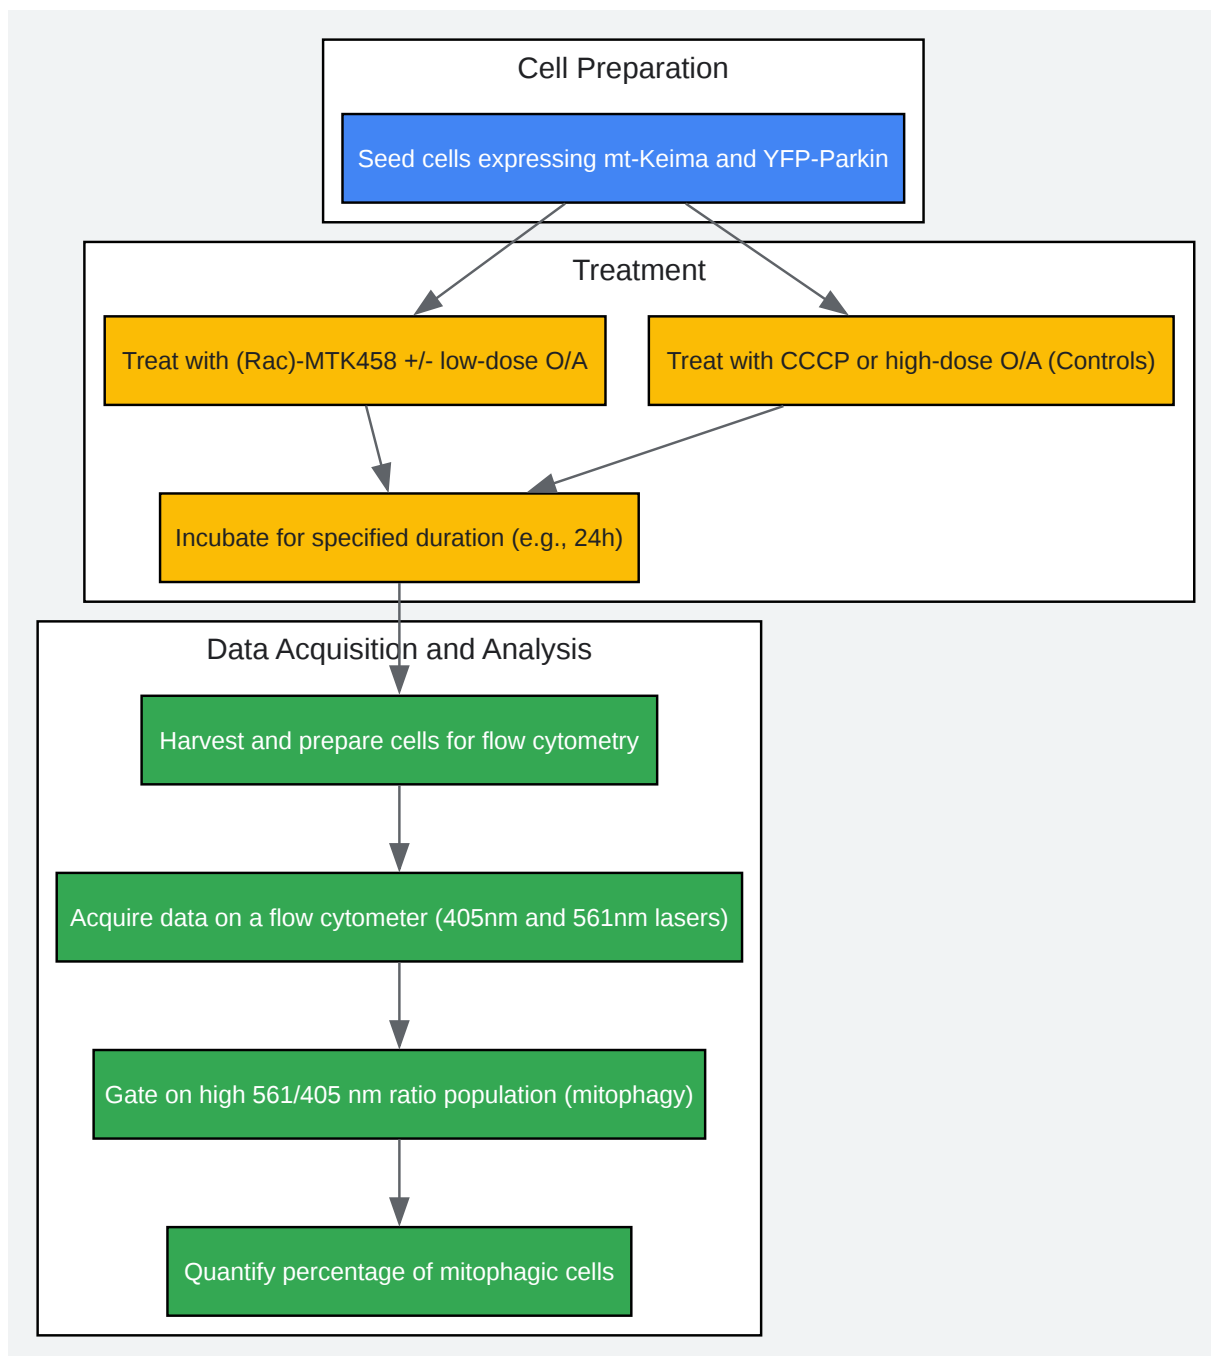 Cell Preparation
Seed cells expressing mt-Keima and YFP-Parkin
Treatment
Treat with (Rac)-MTK458 +/- low-dose O/A
Treat with CCCP or high-dose O/A (Controls)
Incubate for specified duration (e.g., 24h)
Data Acquisition and Analysis
Harvest and prepare cells for flow cytometry
Acquire data on a flow cytometer (405nm and 561nm lasers)
Gate on high 561/405 nm ratio population (mitophagy)
Quantify percentage of mitophagic cells